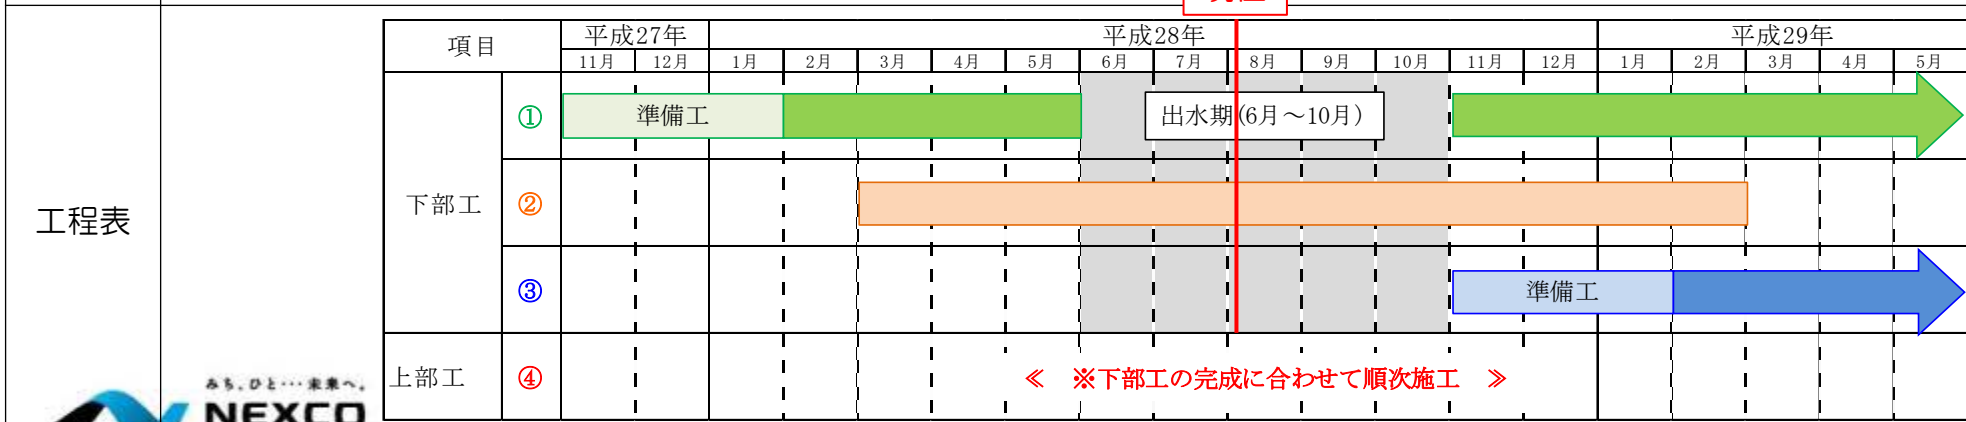 項目
平成27年
平成28年
平成29年
11月 12月 1月 2月 3月 4月 5月 6月 7月 8月 9月 10月 11月 12月 1月 2月 3月 4月 5月
工程表
下部工
①
準備工
出水期(6月～10月)
②
③
準備工
上部工
④
≪ ※下部工の完成に合わせて順次施工 ≫
みち、ひと…未来へ。
NEXCO